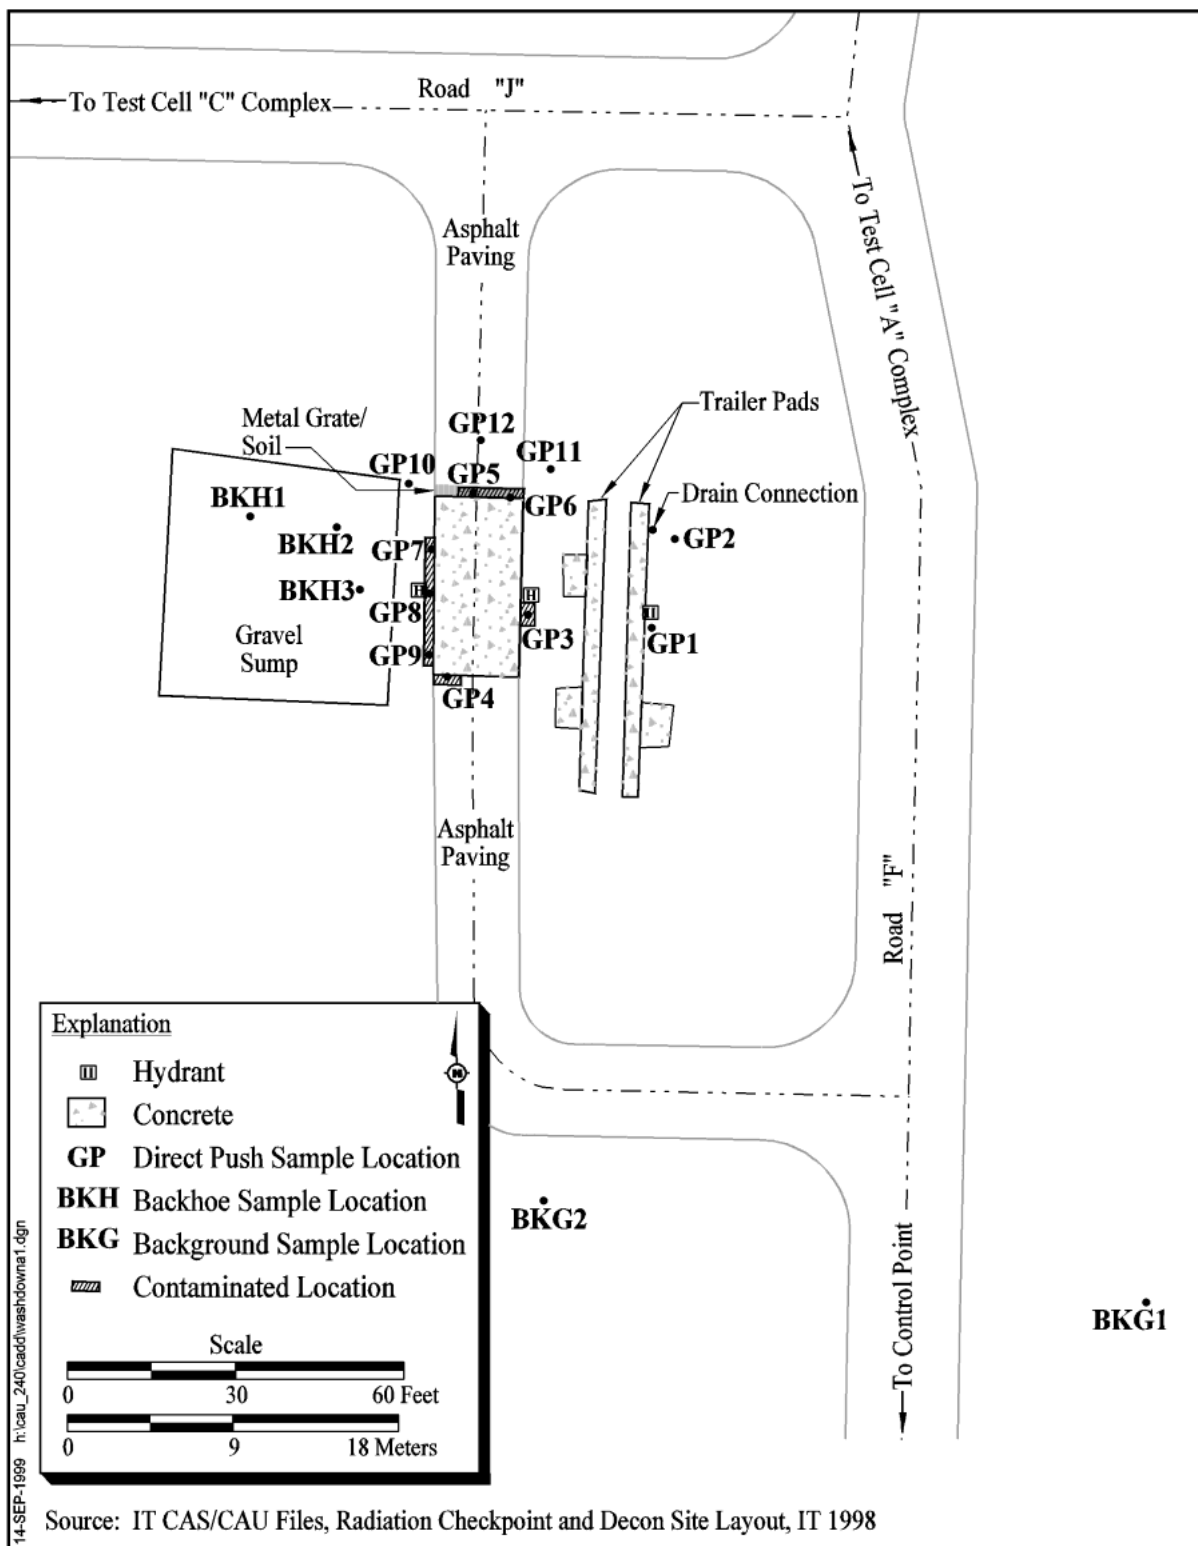 Road "J"
To Test Cell "C" Complex
To Test Cell "A" Complex
Asphalt
Paving
Trailer Pads
Metal Grate/
Soil
GP12
GP11
GP10
GP5
GP6
Drain Connection
BKH1
BKH2
GP7
GP2
BKH3
H
H
GP8
GP3
H
GP1
Gravel
Sump
GP9
GP4
Asphalt
Paving
Road "F"
Explanation
N
H Hydrant
Concrete
GP Direct Push Sample Location
BKH Backhoe Sample Location
BKG Background Sample Location
Contaminated Location
Scale
0 30 60 Feet
0 9 18 Meters
BKG2
BKG1
To Control Point
14-SEP-1999 h:\cau_240\cadd\washdowna1.dgn
Source: IT CAS/CAU Files, Radiation Checkpoint and Decon Site Layout, IT 1998